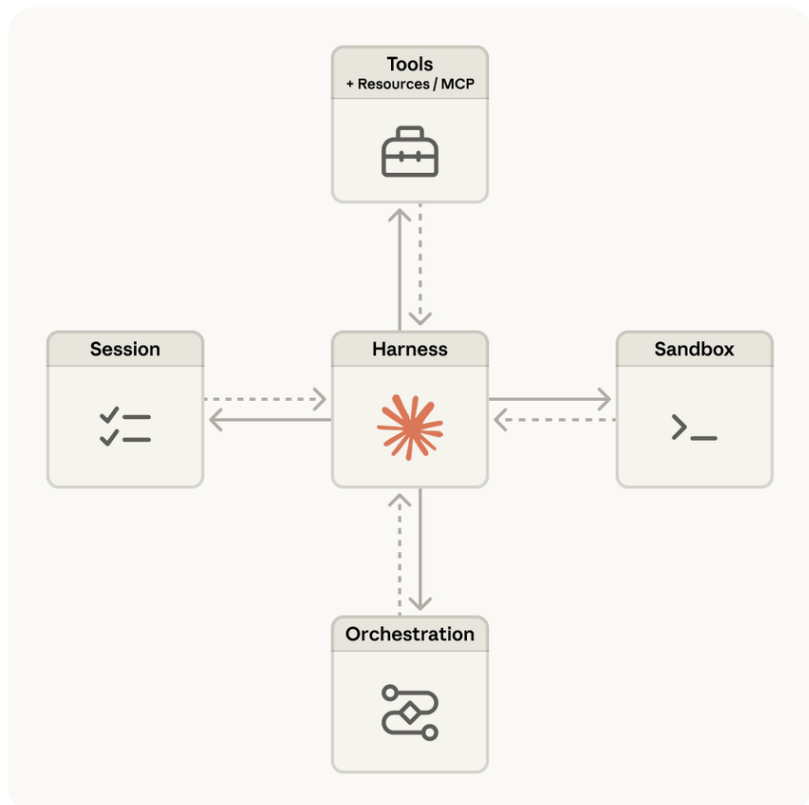 Tools
+ Resources / MCP
Session
Harness
Sandbox
Orchestration